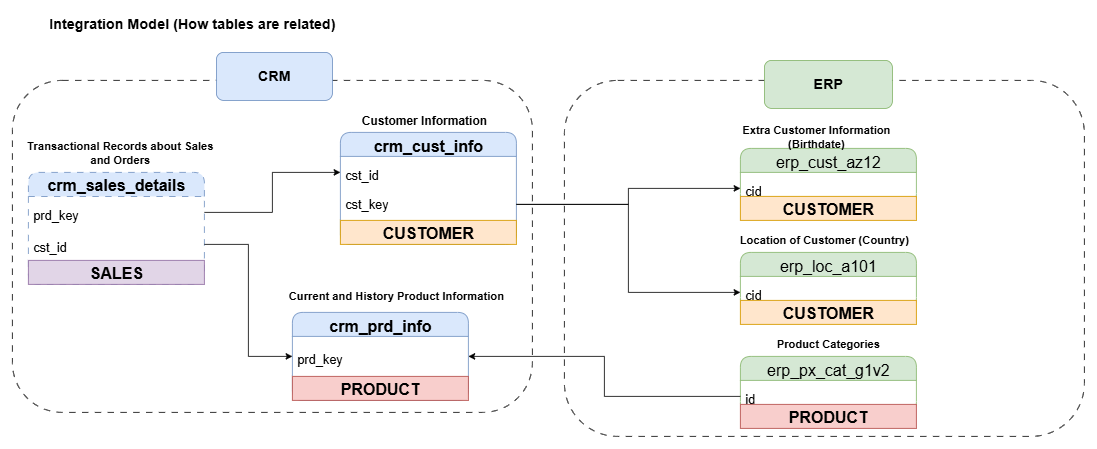 Integration Model (How tables are related)
CRM
Transactional Records about Sales
and Orders
crm_sales_details
prd_key
cst_id
SALES
Customer Information
crm_cust_info
cst_id
cst_key
CUSTOMER
Current and History Product Information
crm_prd_info
prd_key
PRODUCT
ERP
Extra Customer Information
(Birthdate)
erp_cust_az12
cid
CUSTOMER
Location of Customer (Country)
erp_loc_a101
cid
CUSTOMER
Product Categories
erp_px_cat_g1v2
id
PRODUCT